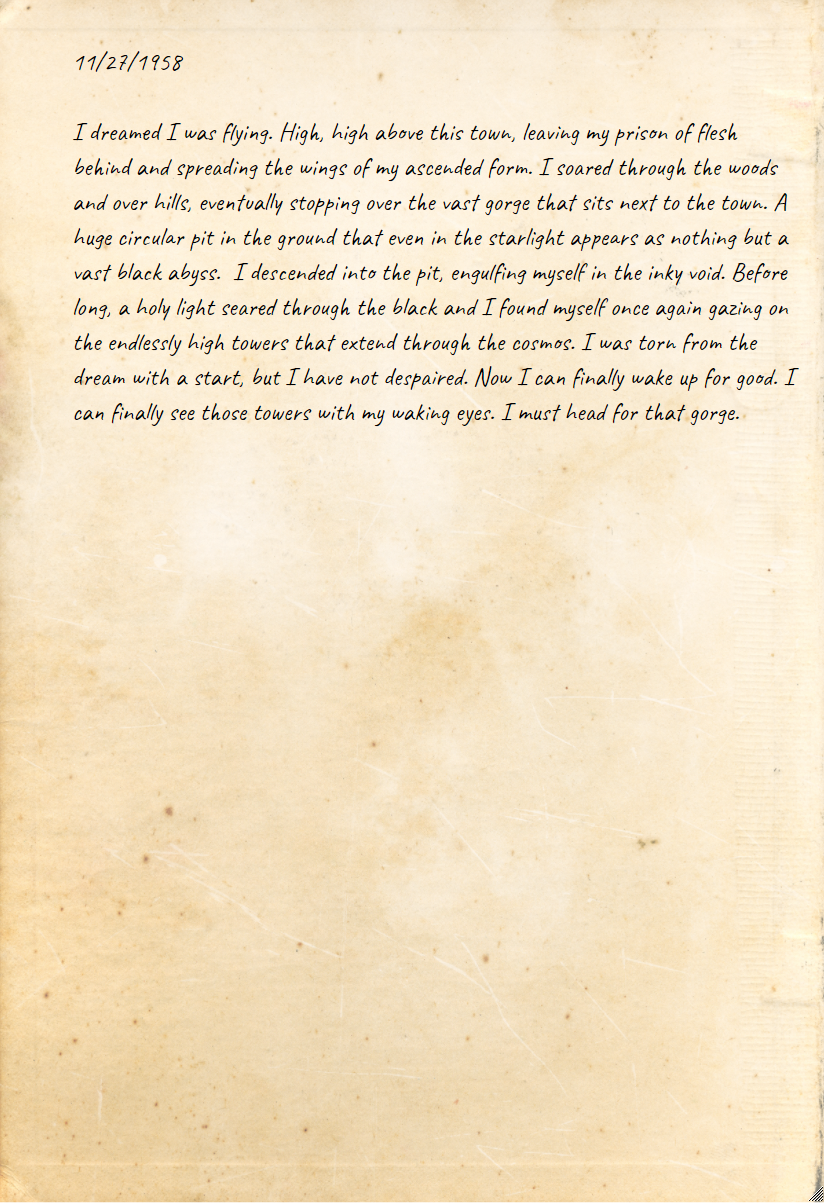 11/27/1958
I dreamed I was flying. High, high above this town, leaving my prison of flesh
behind and spreading the wings of my ascended form. I soared through the woods
and over hills, eventually stopping over the vast gorge that sits next to the town. A
huge circular pit in the ground that even in the starlight appears as nothing but a
vast black abyss.  I descended into the pit, engulfing myself in the inky void. Before
long, a holy light seared through the black and I found myself once again gazing on
the endlessly high towers that extend through the cosmos. I was torn from the
dream with a start, but I have not despaired. Now I can finally wake up for good. I
can finally see those towers with my waking eyes. I must head for that gorge.